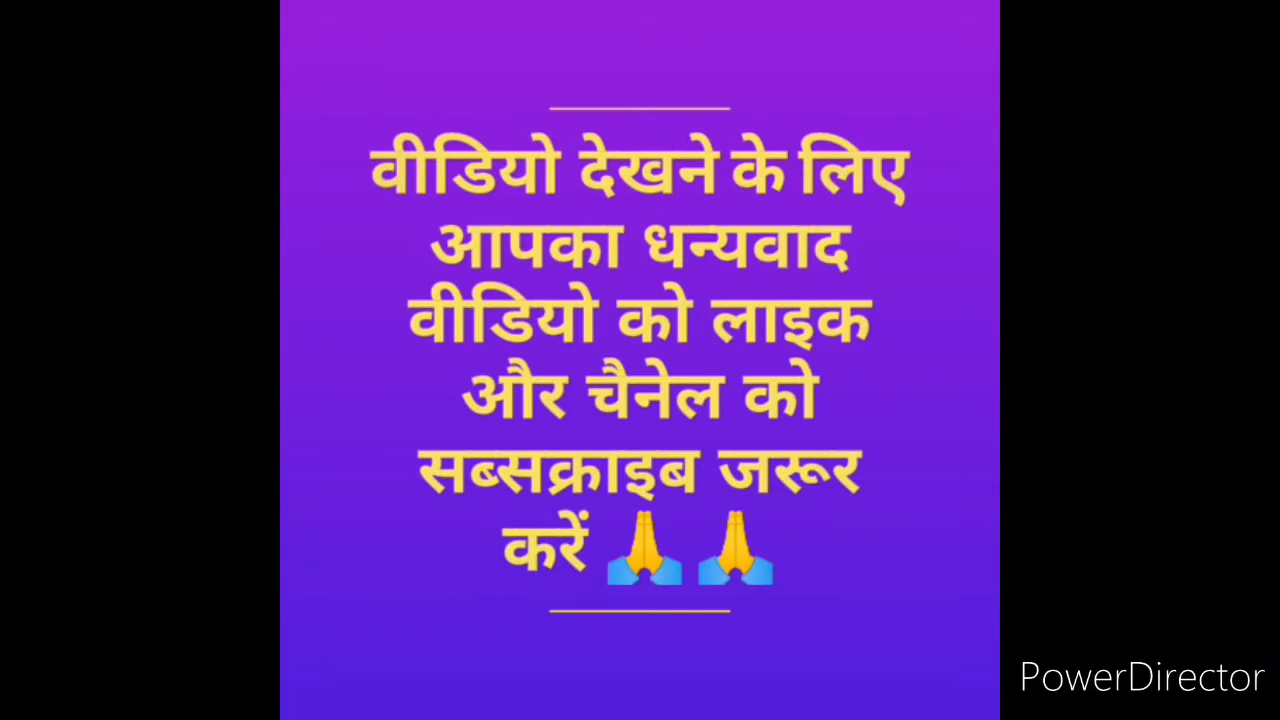 वीडियो देखने के लिए
आपका धन्यवाद
वीडियो को लाइक
और चैनेल को
सब्सक्राइब जरूर
करें 🙏 🙏
PowerDirector